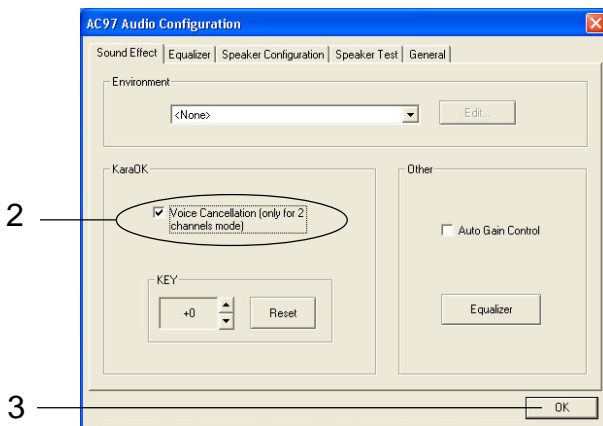 AC97 Audio Configuration
Sound Effect Equalizer Speaker Configuration Speaker Test General
Environment
<None>
Edit...
KaraOK
Other
2
Voice Cancellation (only for 2
channels mode)
Auto Gain Control
KEY
+0
Reset
Equalizer
3
OK